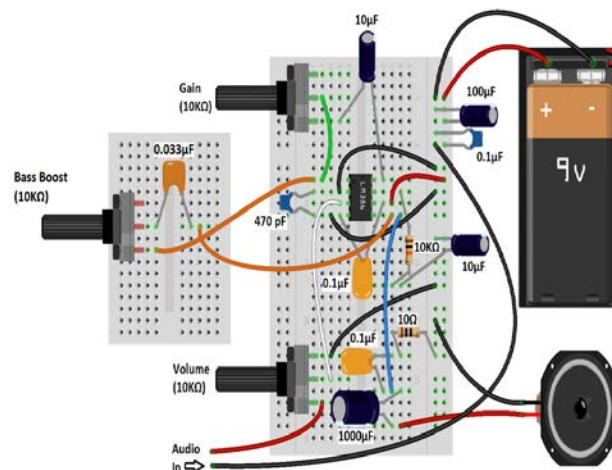 10µF
Gain
(10KΩ)
100µF
0.1µF
+ -
9v
0.033µF
Bass Boost
(10KΩ)
LM386
470 pF
10KΩ
10µF
0.1µF
10Ω
0.1µF
Volume
(10KΩ)
1000µF
Audio
In